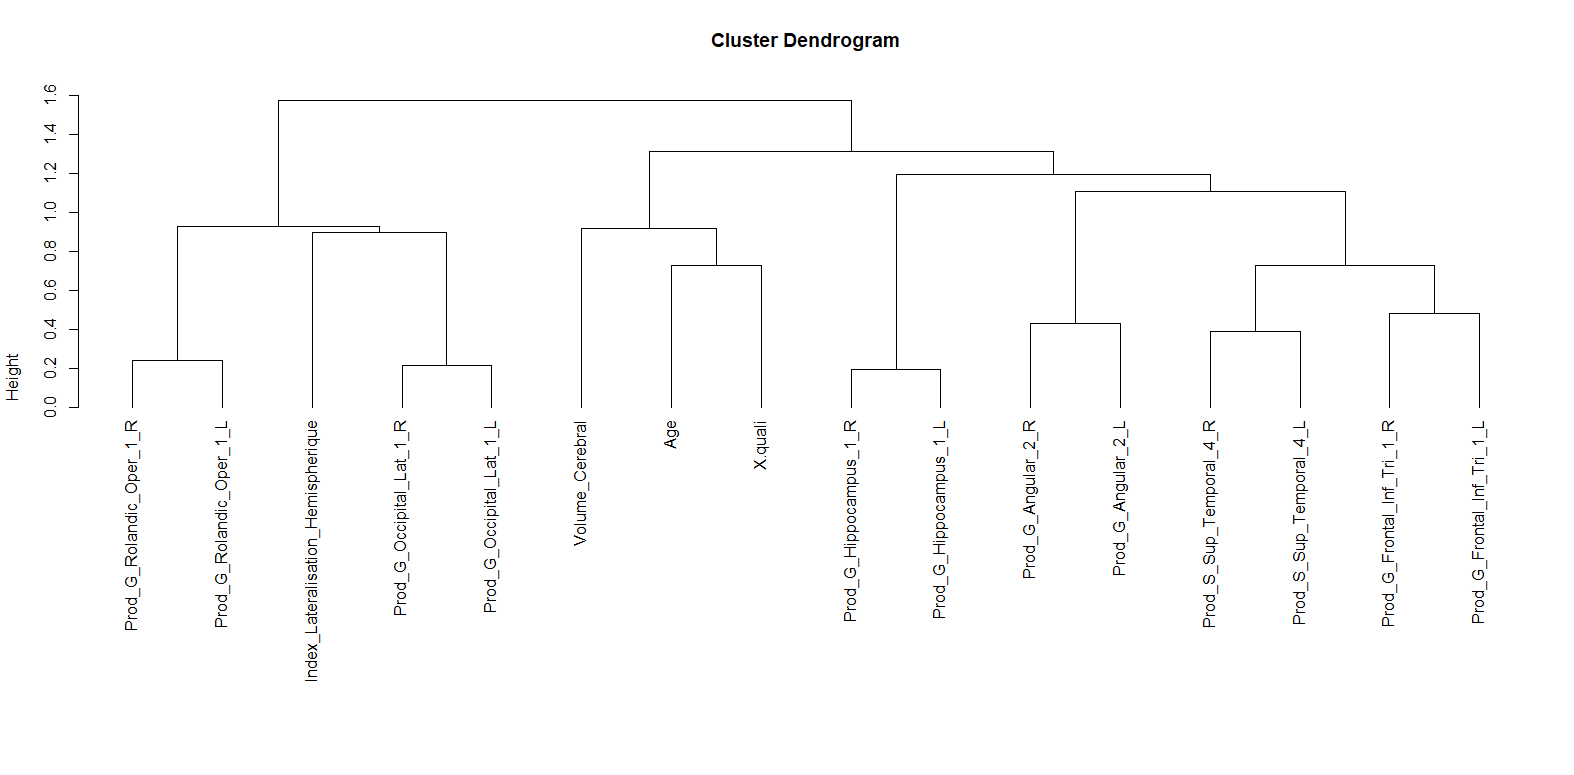 Cluster Dendrogram
Height
1.6
1.4
1.2
1.0
0.8
0.6
0.4
0.2
0.0
Prod_G_Rolandic_Oper_1_R
Prod_G_Rolandic_Oper_1_L
Index_Lateralisation_Hemispherique
Prod_G_Occipital_Lat_1_R
Prod_G_Occipital_Lat_1_L
Volume_Cerebral
Age
X.quali
Prod_G_Hippocampus_1_R
Prod_G_Hippocampus_1_L
Prod_G_Angular_2_R
Prod_G_Angular_2_L
Prod_S_Sup_Temporal_4_R
Prod_S_Sup_Temporal_4_L
Prod_G_Frontal_Inf_Tri_1_R
Prod_G_Frontal_Inf_Tri_1_L